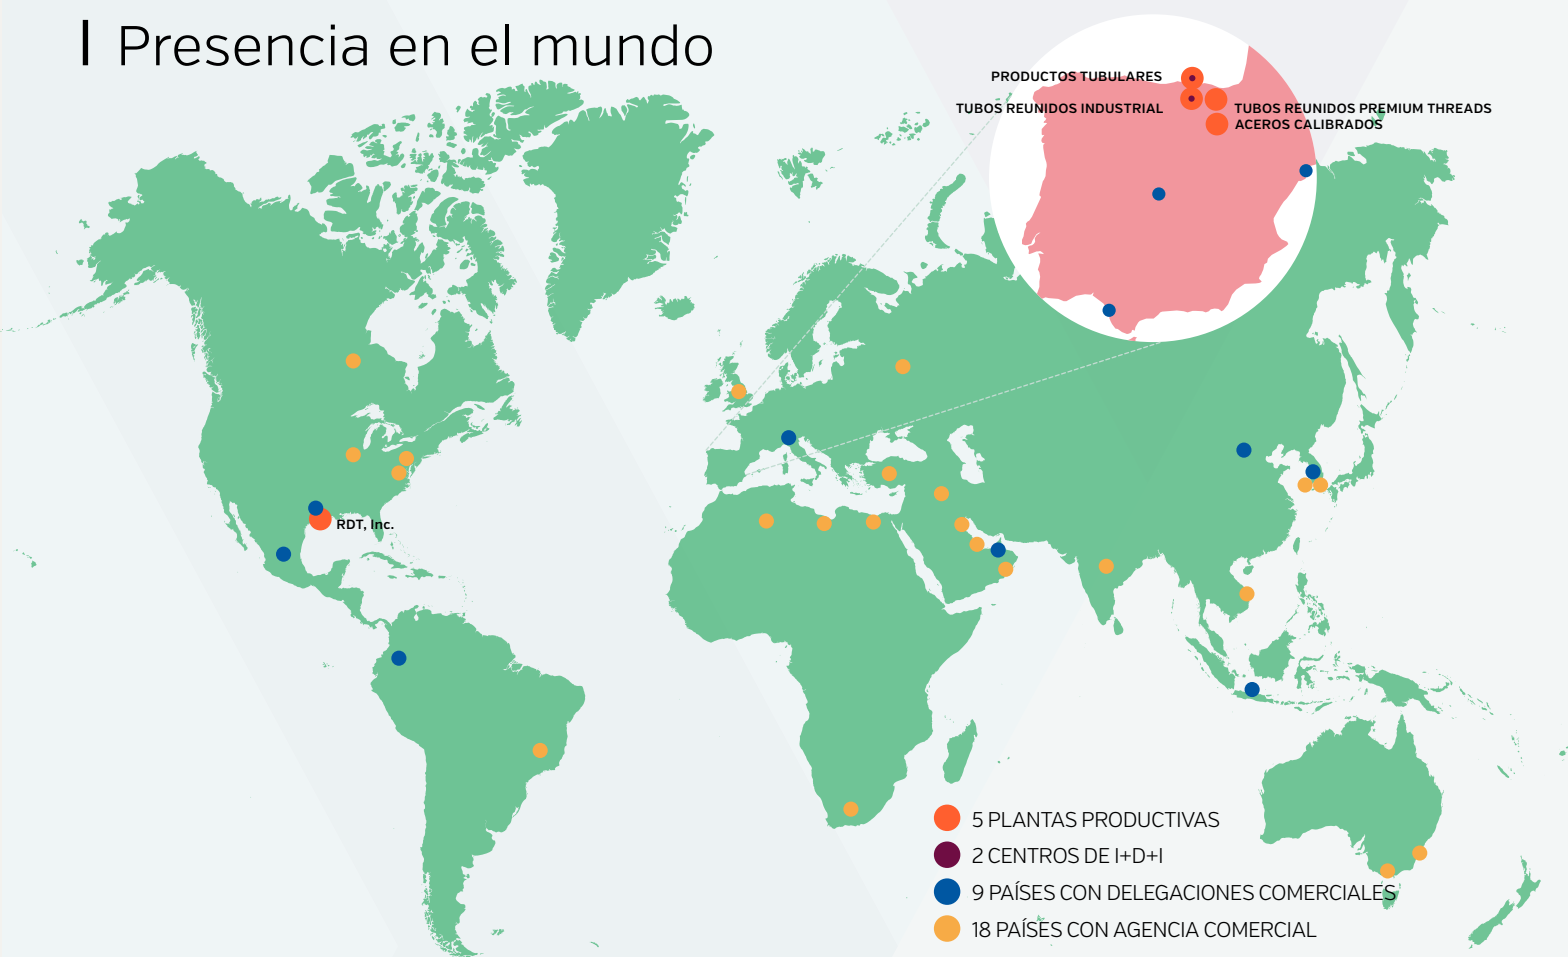 Presencia en el mundo
PRODUCTOS TUBULARES
TUBOS REUNIDOS INDUSTRIAL
TUBOS REUNIDOS PREMIUM THREADS
ACEROS CALIBRADOS
RDT, Inc.
5 PLANTAS PRODUCTIVAS
2 CENTROS DE I+D+I
9 PAÍSES CON DELEGACIONES COMERCIALES
18 PAÍSES CON AGENCIA COMERCIAL